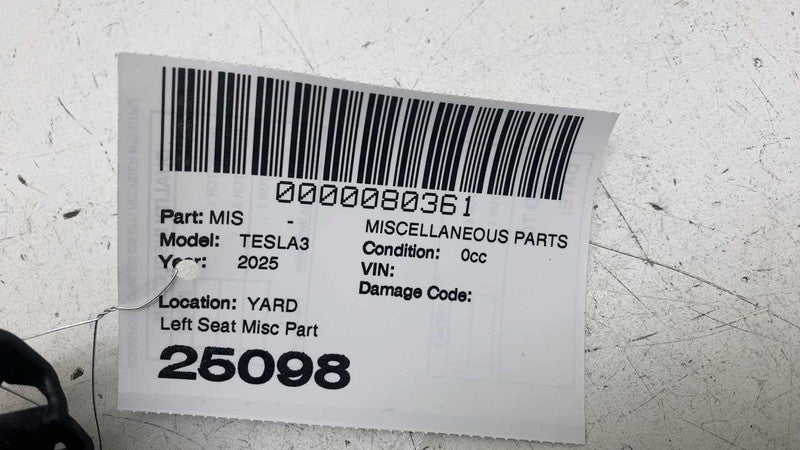 0000080361
Part: MIS - MISCELLANEOUS PARTS
Model: TESLA3 Condition: 0cc
Year: 2025 VIN:
Damage Code:
Location: YARD
Left Seat Misc Part
25098